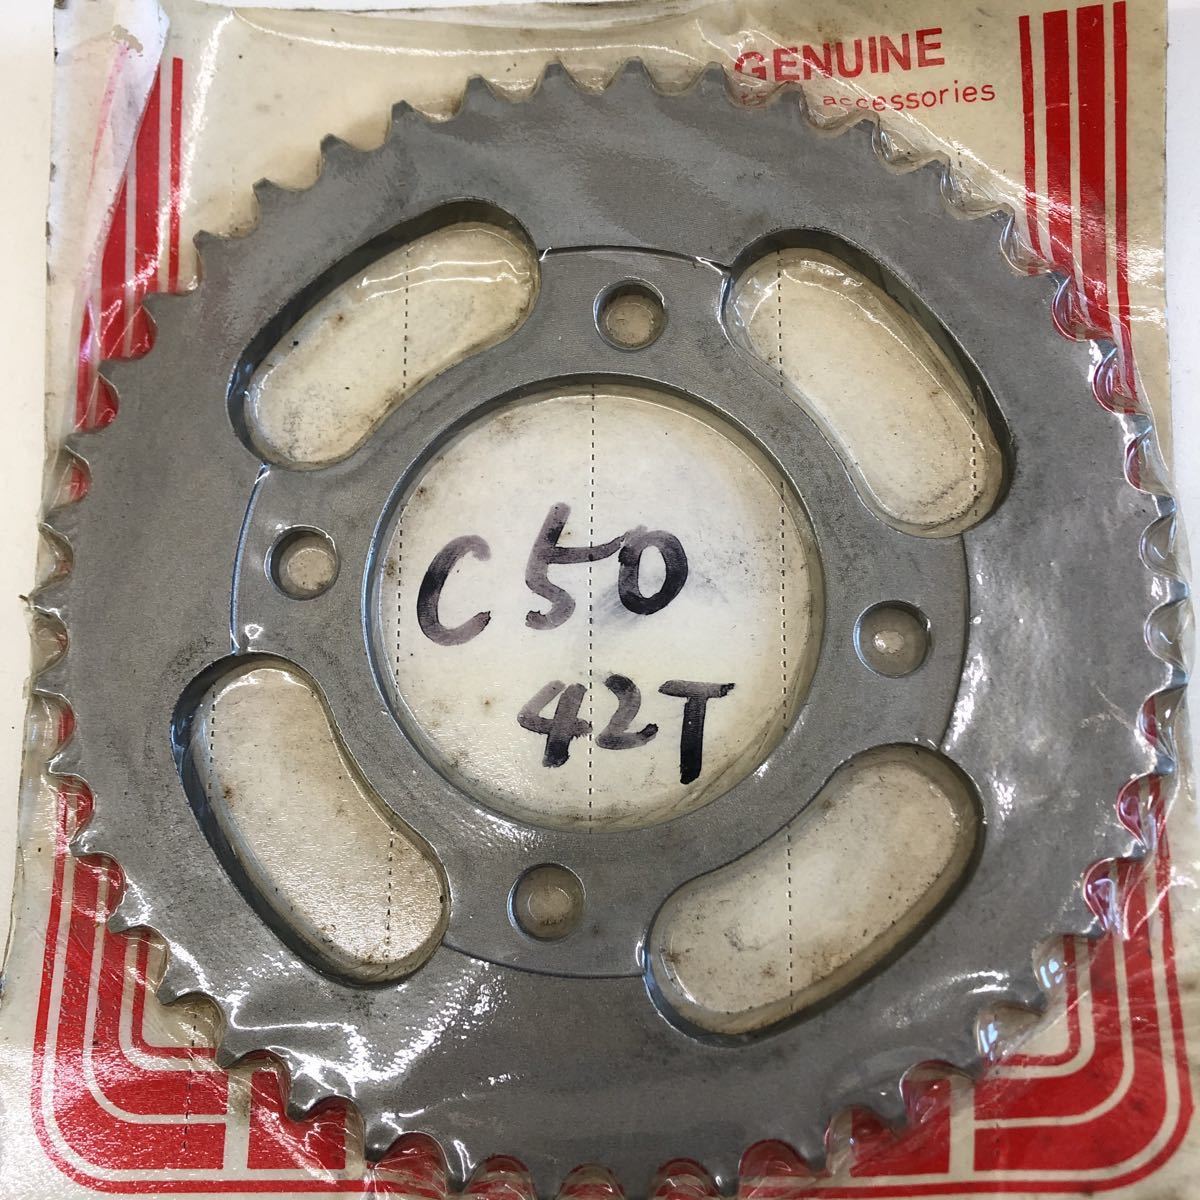 GENUINE
accessories
C50
42T